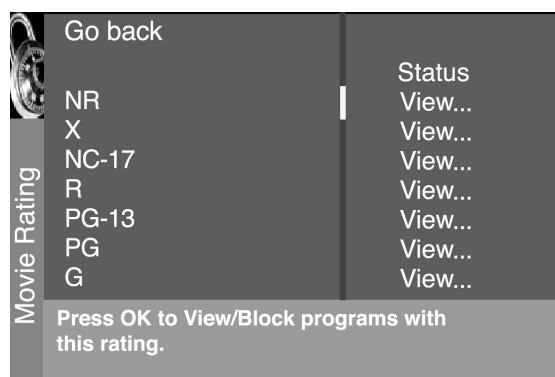 Go back
Status
NR View...
X View...
NC-17 View...
R View...
PG-13 View...
PG View...
G View...
Movie Rating
Press OK to View/Block programs with
this rating.